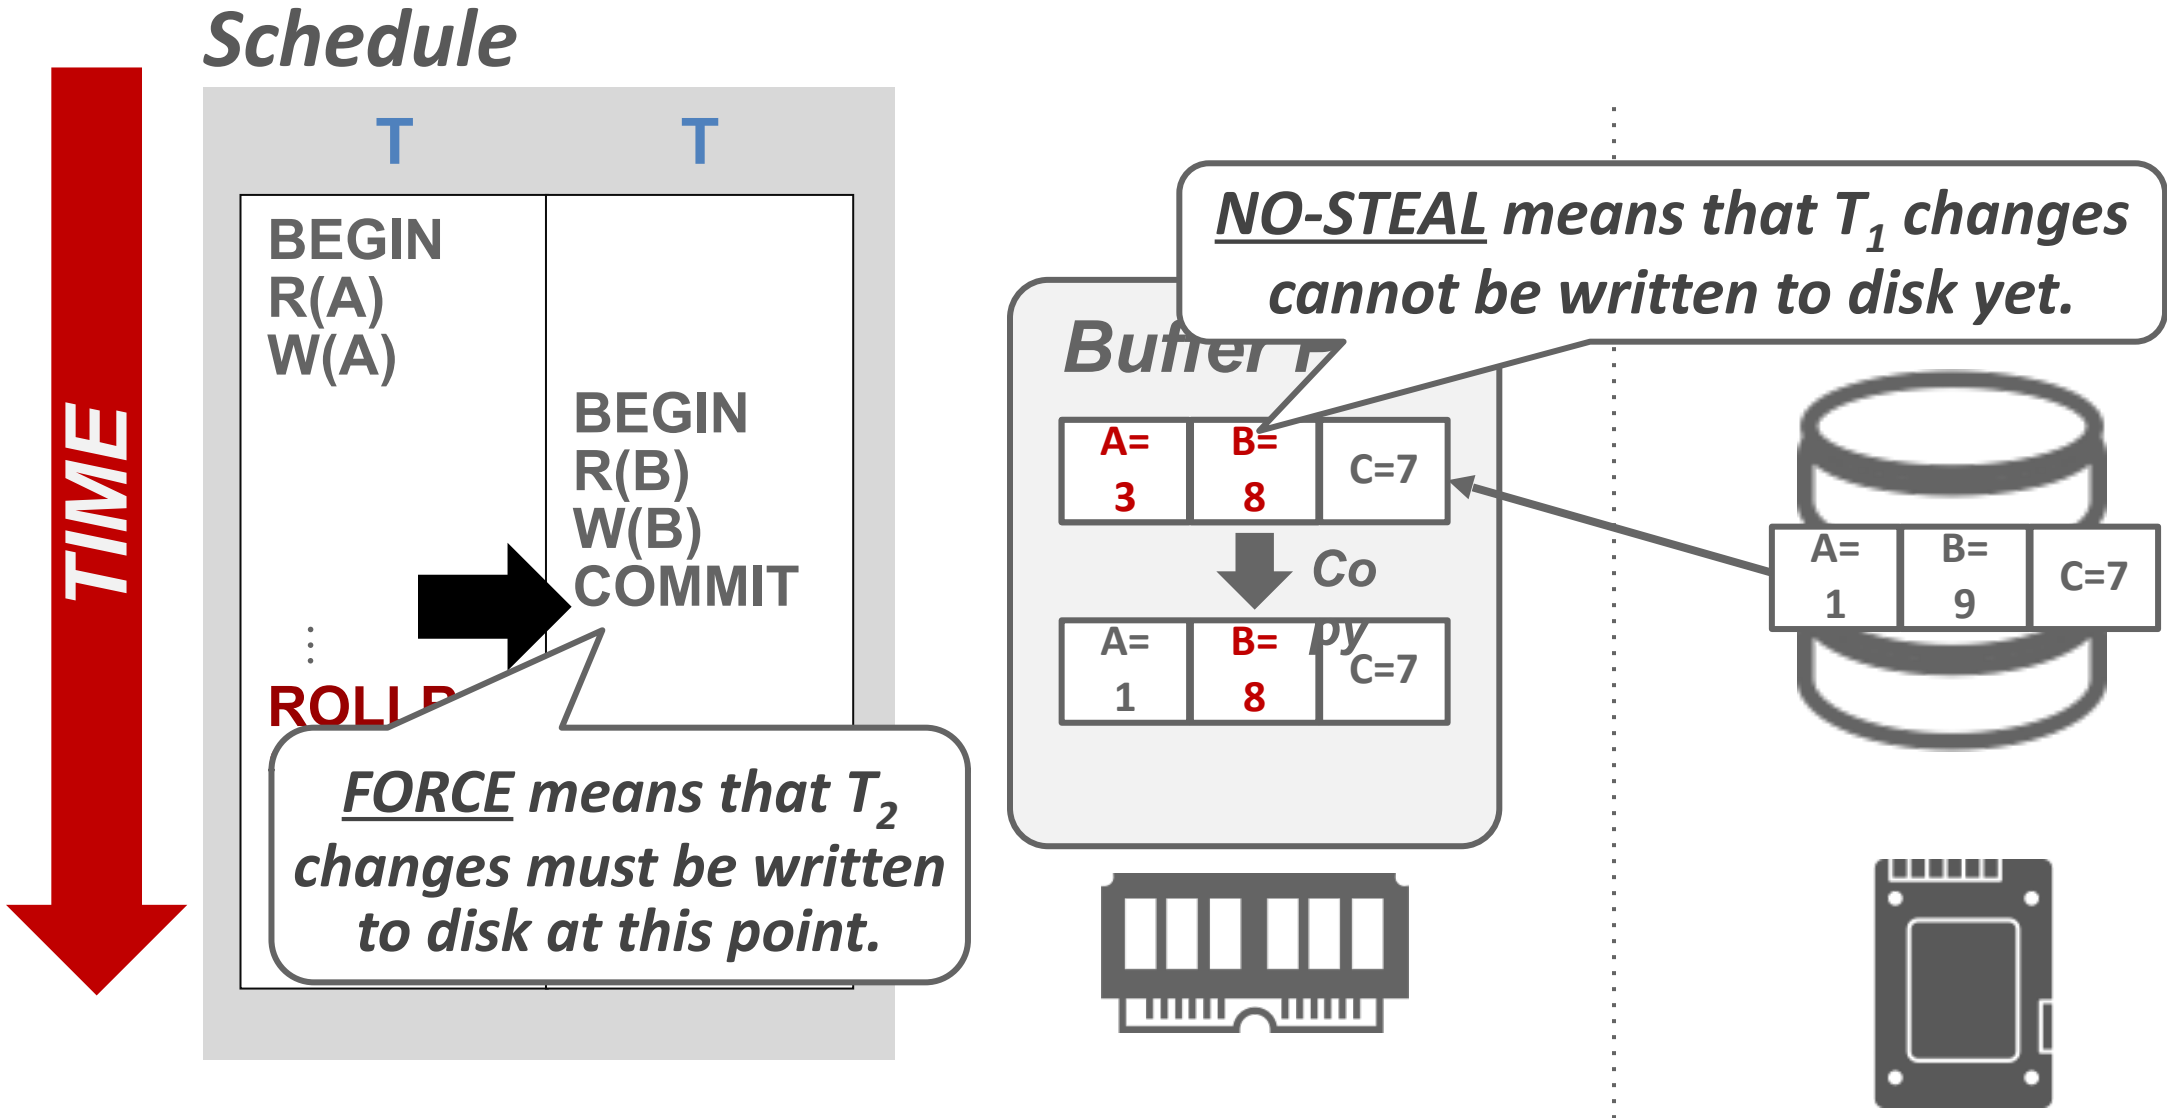 Schedule
TIME
T T
BEGIN
R(A)
W(A)
BEGIN
R(B)
W(B)
COMMIT
⋮
FORCE means that T2
changes must be written
to disk at this point.
NO-STEAL means that T1 changes
cannot be written to disk yet.
Buffer
A=
3
B=
8
C=7
Co
py
A=
1
B=
8
C=7
A=
1
B=
9
C=7